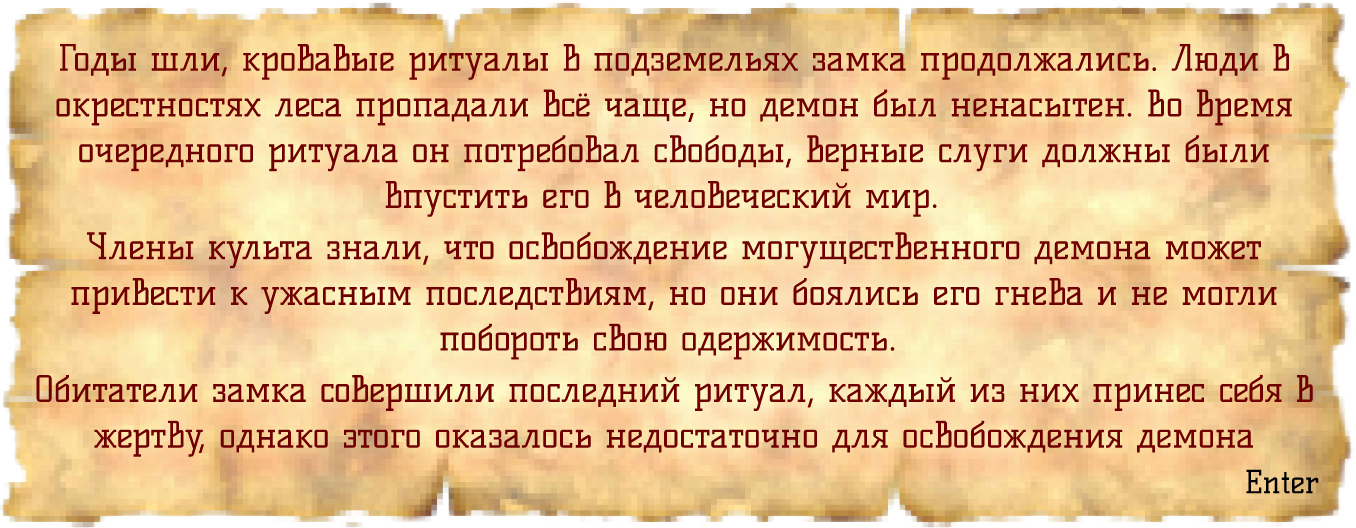 Годы шли, кровавые ритуалы в подземельях замка продолжались. Люди в
окрестностях леса пропадали всё чаще, но демон был ненасытен. Во время
очередного ритуала он потребовал свободы, верные слуги должны были
впустить его в человеческий мир.
Члены культа знали, что освобождение могущественного демона может
привести к ужасным последствиям, но они боялись его гнева и не могли
побороть свою одержимость.
Обитатели замка совершили последний ритуал, каждый из них принес себя в
жертву, однако этого оказалось недостаточно для освобождения демона
Enter